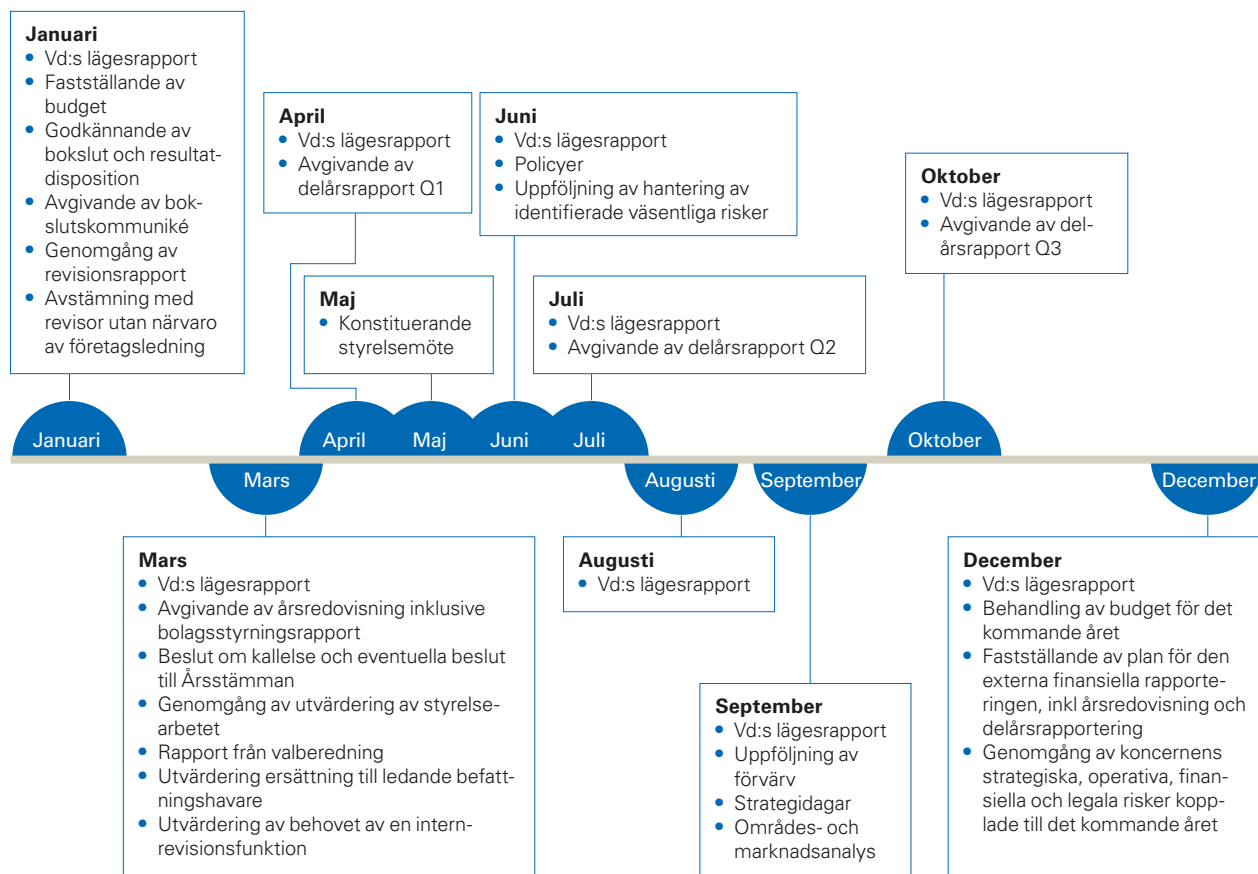 Januari
• Vd:s lägesrapport
• Fastställande av
budget
• Godkännande av
bokslut och resultat-
disposition
• Avgivande av bok-
slutskommuniké
• Genomgång av
revisionsrapport
• Avstämning med
revisor utan närvaro
av företagsledning
April
• Vd:s lägesrapport
• Avgivande av
delårsrapport Q1
Juni
• Vd:s lägesrapport
• Policyer
• Uppföljning av hantering av
identifierade väsentliga risker
Oktober
• Vd:s lägesrapport
• Avgivande av del-
årsrapport Q3
Maj
• Konstituerande
styrelsemöte
Juli
• Vd:s lägesrapport
• Avgivande av delårsrapport Q2
Januari
April
Maj
Juni
Juli
Oktober
Mars
Augusti
September
December
Mars
• Vd:s lägesrapport
• Avgivande av årsredovisning inklusive
bolagsstyrningsrapport
• Beslut om kallelse och eventuella beslut
till Årsstämman
• Genomgång av utvärdering av styrelse-
arbetet
• Rapport från valberedning
• Utvärdering ersättning till ledande befatt-
ningshavare
• Utvärdering av behovet av en intern-
revisionsfunktion
Augusti
• Vd:s lägesrapport
September
• Vd:s lägesrapport
• Uppföljning av
förvärv
• Strategidagar
• Områdes- och
marknadsanalys
December
• Vd:s lägesrapport
• Behandling av budget för det
kommande året
• Fastställande av plan för den
externa finansiella rapporte-
ringen, inkl årsredovisning och
delårsrapportering
• Genomgång av koncernens
strategiska, operativa, finan-
siella och legala risker kopp-
lade till det kommande året